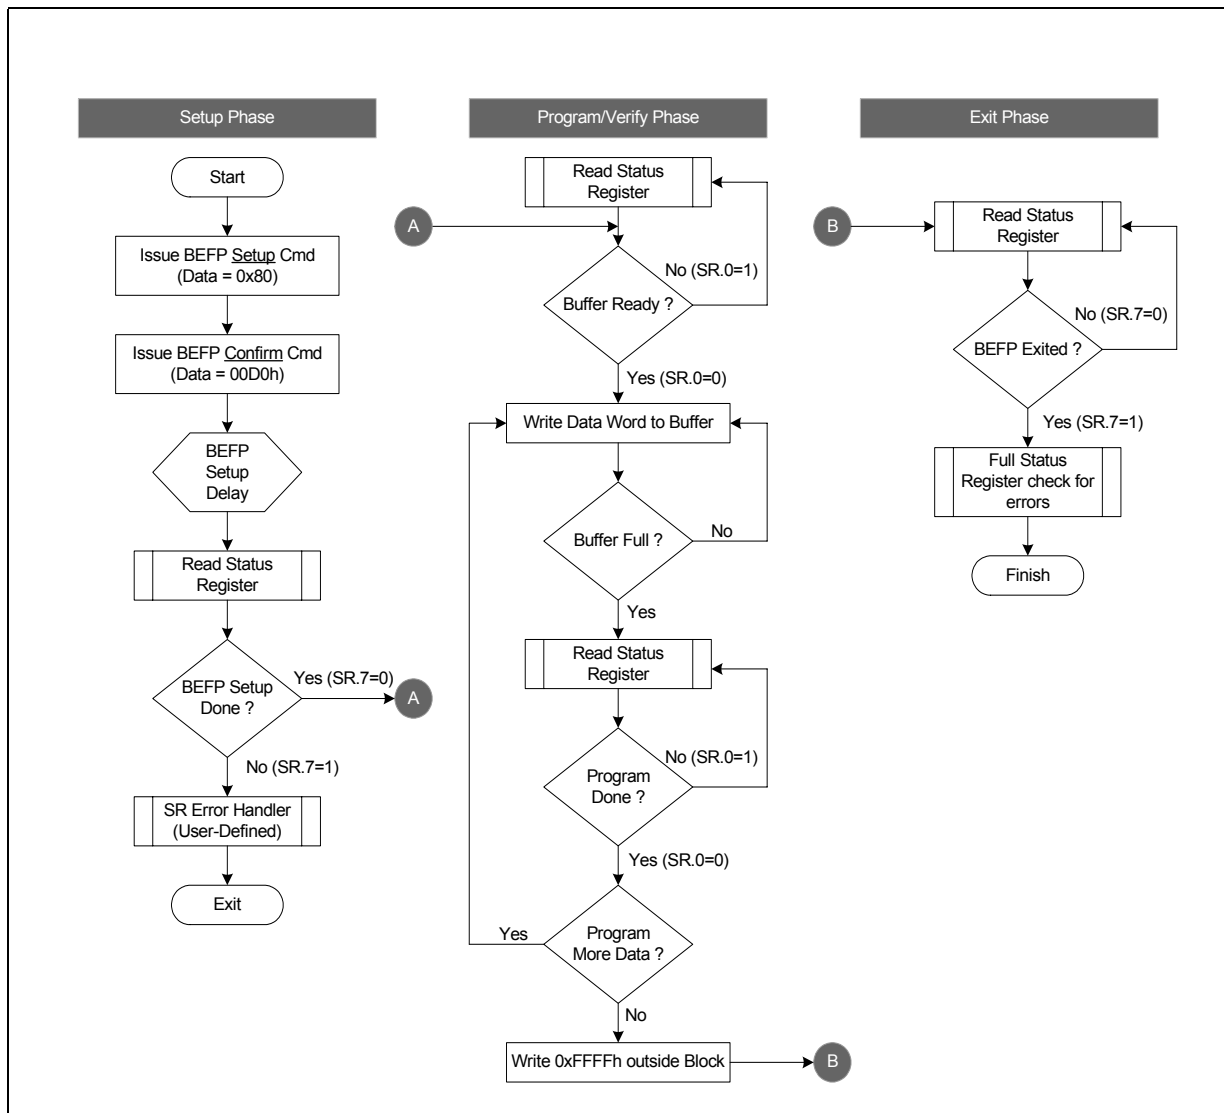 Setup Phase
Start
Issue BEFP Setup Cmd
(Data = 0x80)
Issue BEFP Confirm Cmd
(Data = 00D0h)
BEFP
Setup
Delay
Read Status
Register
BEFP Setup
Done ?
Yes (SR.7=0)
A
No (SR.7=1)
SR Error Handler
(User-Defined)
Exit
Program/Verify Phase
Read Status
Register
A
Buffer Ready ?
No (SR.0=1)
Yes (SR.0=0)
Write Data Word to Buffer
Buffer Full ?
No
Yes
Read Status
Register
Program
Done ?
No (SR.0=1)
Yes (SR.0=0)
Program
More Data ?
Yes
No
Write 0xFFFFh outside Block
B
Exit Phase
B
Read Status
Register
BEFP Exited ?
No (SR.7=0)
Yes (SR.7=1)
Full Status
Register check for
errors
Finish